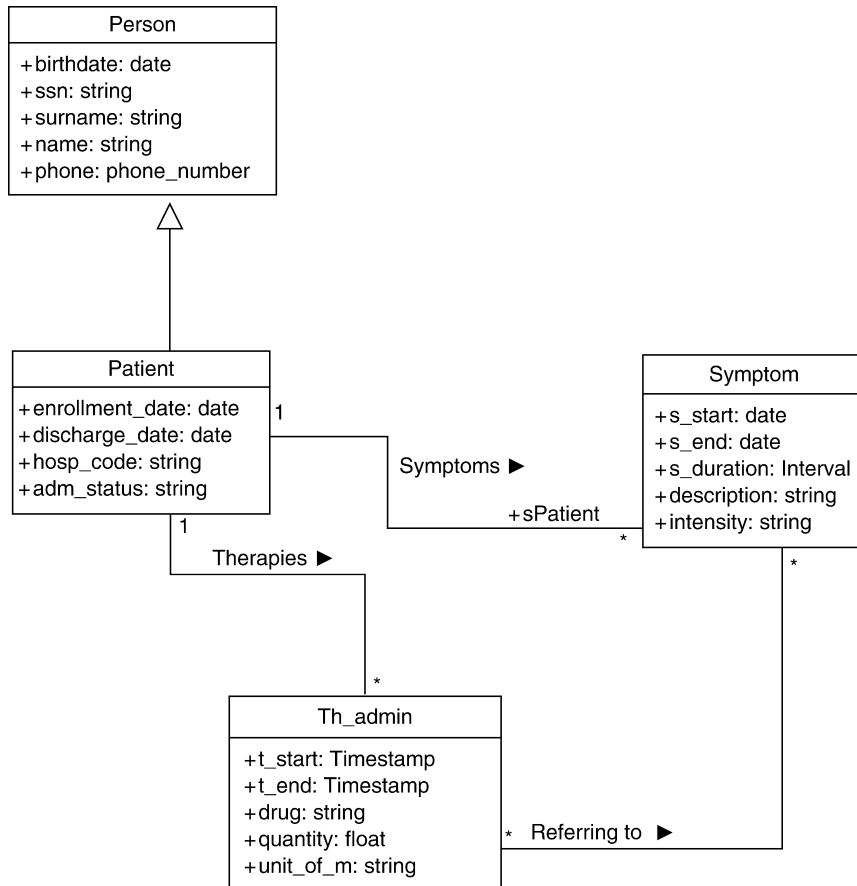 Person
+birthdate: date
+ssn: string
+surname: string
+name: string
+phone: phone_number
Patient
+enrollment_date: date
+discharge_date: date
+hosp_code: string
+adm_status: string
1
Symptoms ▶
+sPatient
*
Symptom
+s_start: date
+s_end: date
+s_duration: Interval
+description: string
+intensity: string
1
Therapies ▶
*
*
Th_admin
+t_start: Timestamp
+t_end: Timestamp
+drug: string
+quantity: float
+unit_of_m: string
* Referring to ▶